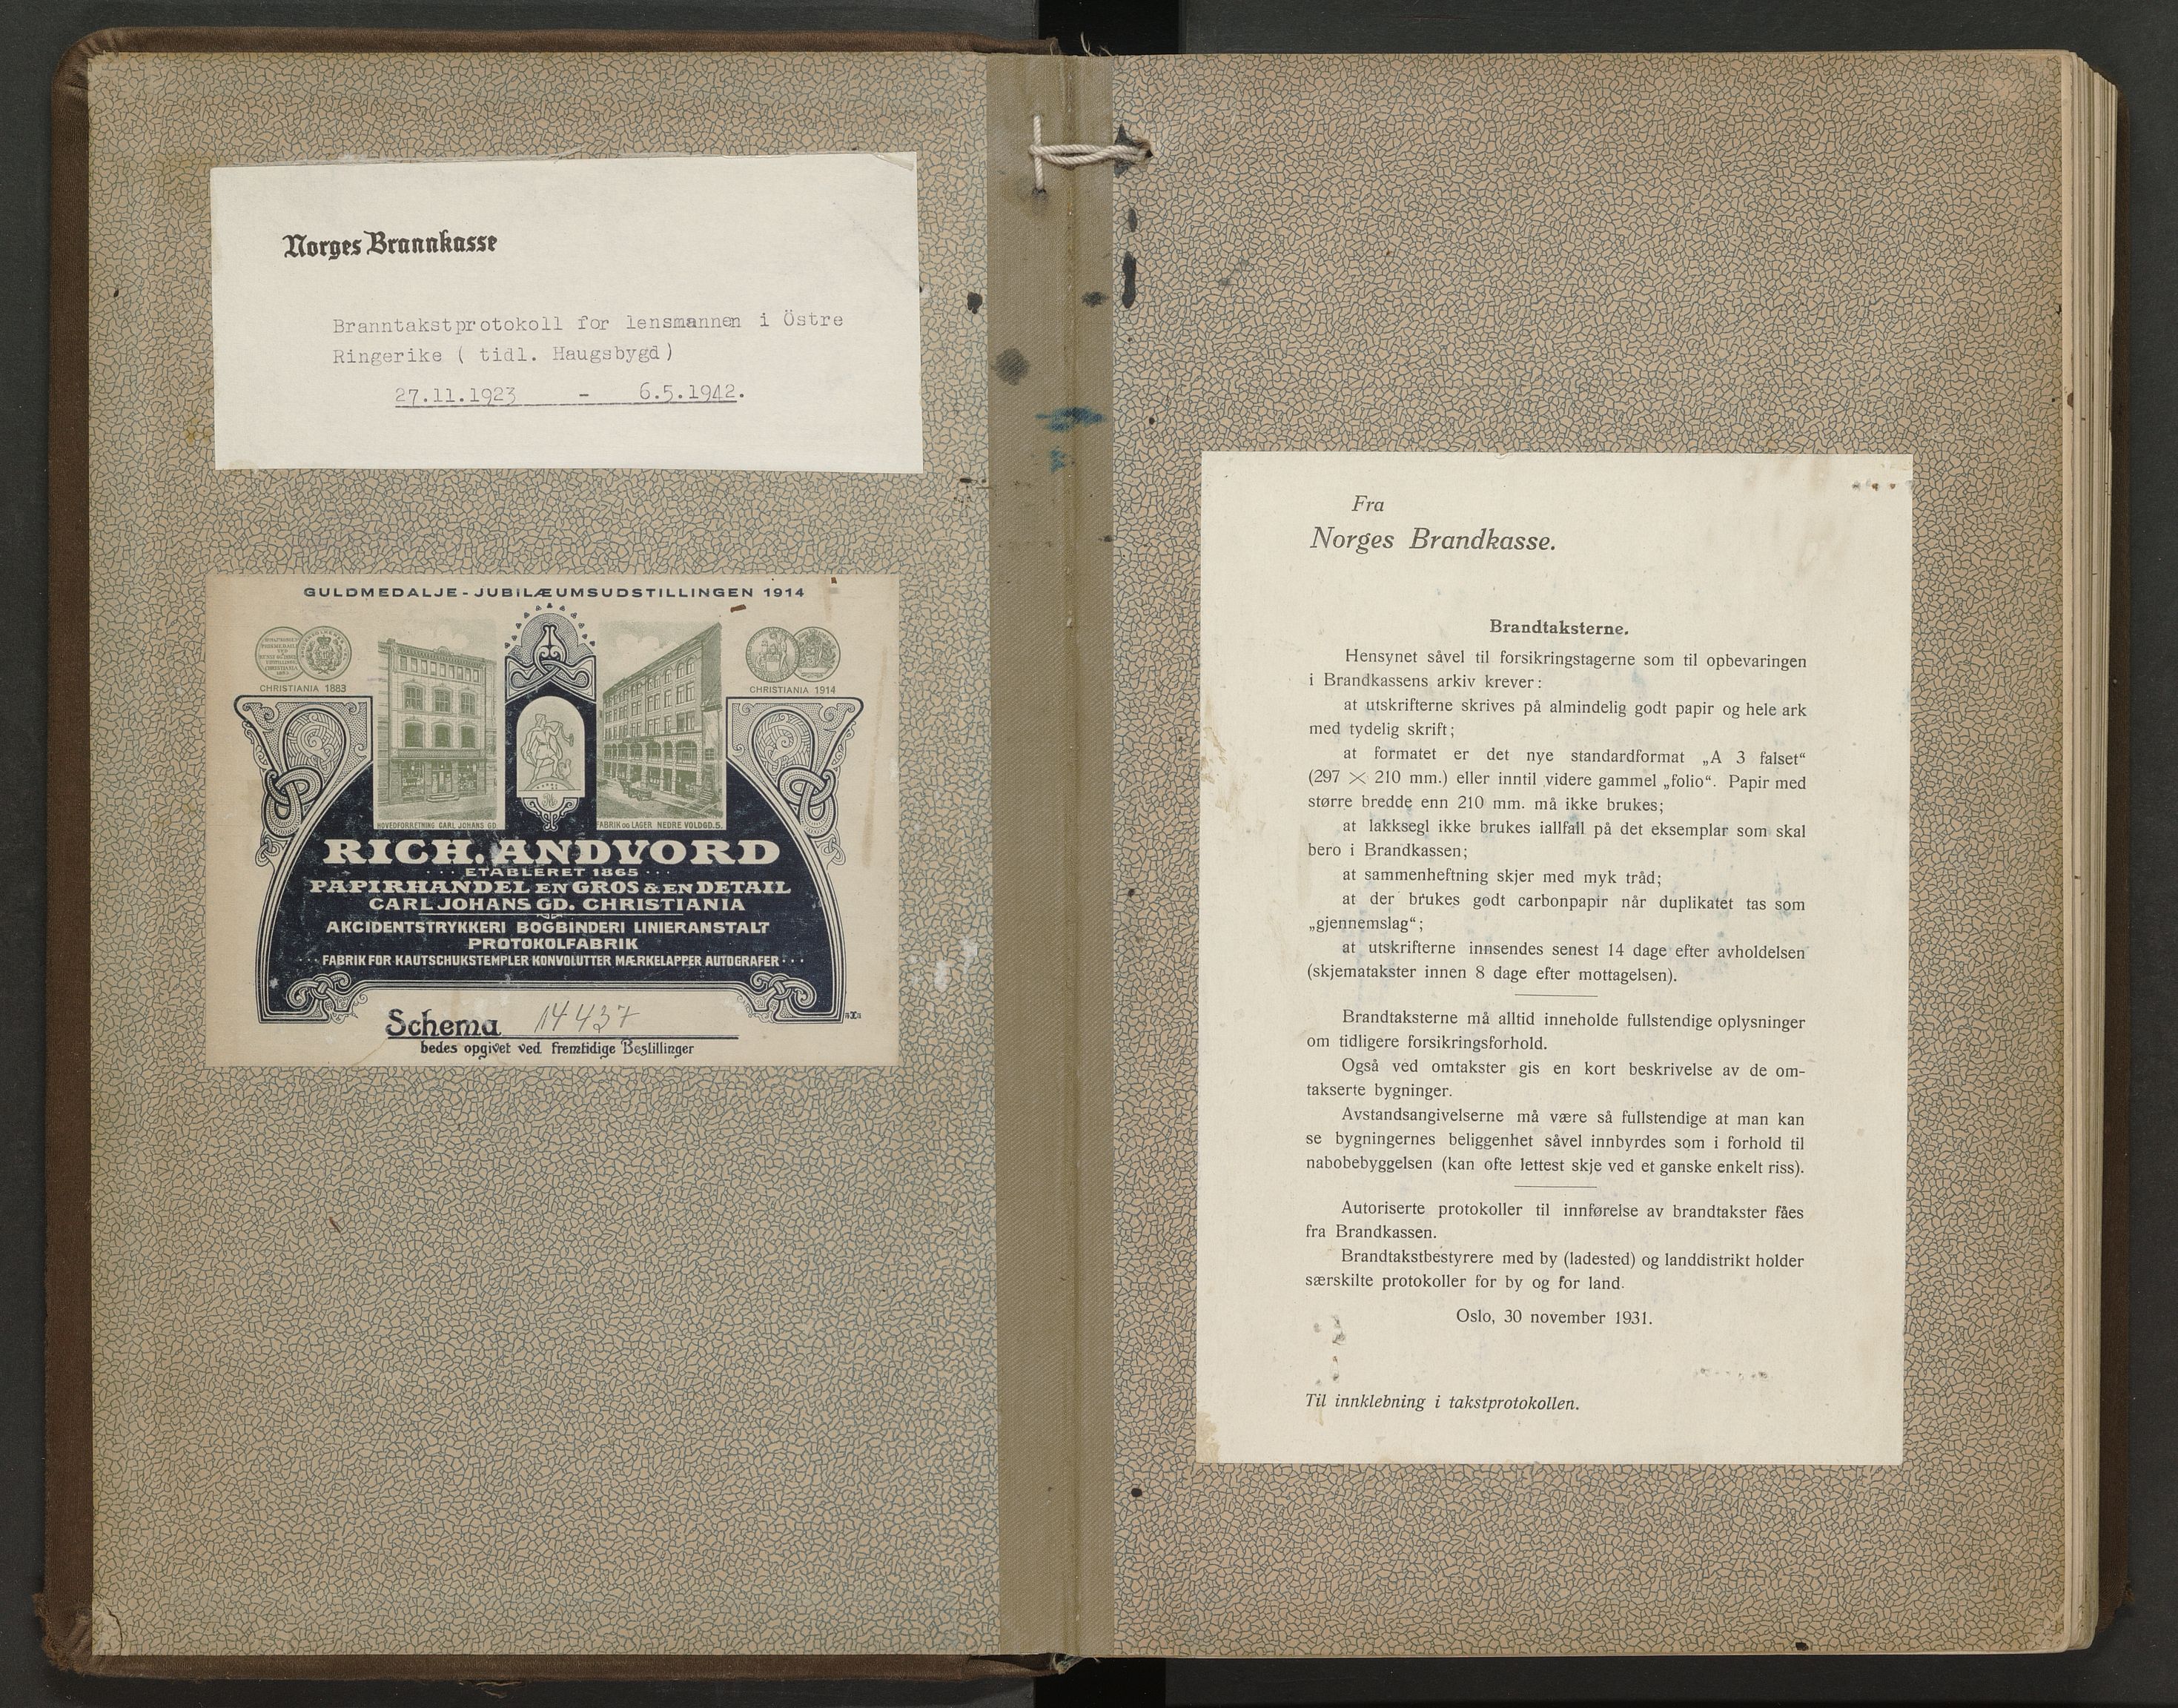 Norges Brannkasse
Branntakstprotokoll for lensmannen i Östre
Ringerike ( tidl. Haugsbygd)
27.11.1923 - 6.5.1942.
GULDMEDALJE-JUBILÆUMSUDSTILLINGEN 1914
CHRISTIANIA 1883
CHRISTIANIA 1914
HOVEDFORRETNING CARL JOHANS GD
FABRIK OG LAGER NEDRE VOLDGD. 5.
RICH. ANDVORD
ETABLERET 1865
PAPIRHANDEL EN GROS & EN DETAIL
CARL JOHANS GD. CHRISTIANIA
AKCIDENTSTRYKKERI BOGBINDERI LINIERANSTALT
PROTOKOLFABRIK
FABRIK FOR KAUTSCHUKSTEMPLER KONVOLUTTER MÆRKELAPPER AUTOGRAFER
Schema 14437
bedes opgivet ved fremtidige Bestillinger
Fra
Norges Brandkasse.
Brandtaksterne.
Hensynet såvel til forsikringstagerne som til opbevaringen
i Brandkassens arkiv krever:
at utskrifterne skrives på almindelig godt papir og hele ark
med tydelig skrift;
at formatet er det nye standardformat „A 3 falset“
(297 × 210 mm.) eller inntil videre gammel „folio“. Papir med
større bredde enn 210 mm. må ikke brukes;
at lakksegl ikke brukes iallfall på det eksemplar som skal
bero i Brandkassen;
at sammenheftning skjer med myk tråd;
at der brukes godt carbonpapir når duplikatet tas som
„gjennemslag“;
at utskrifterne innsendes senest 14 dage efter avholdelsen
(skjematakster innen 8 dage efter mottagelsen).
Brandtaksterne må alltid inneholde fullstendige oplysninger
om tidligere forsikringsforhold.
Også ved omtakster gis en kort beskrivelse av de om-
takserte bygninger.
Avstandsangivelserne må være så fullstendige at man kan
se bygningernes beliggenhet såvel innbyrdes som i forhold til
nabobebyggelsen (kan ofte lettest skje ved et ganske enkelt riss).
Autoriserte protokoller til innførelse av brandtakster fåes
fra Brandkassen.
Brandtakstbestyrere med by (ladested) og landdistrikt holder
særskilte protokoller for by og for land.
Oslo, 30 november 1931.
Til innklebning i takstprotokollen.